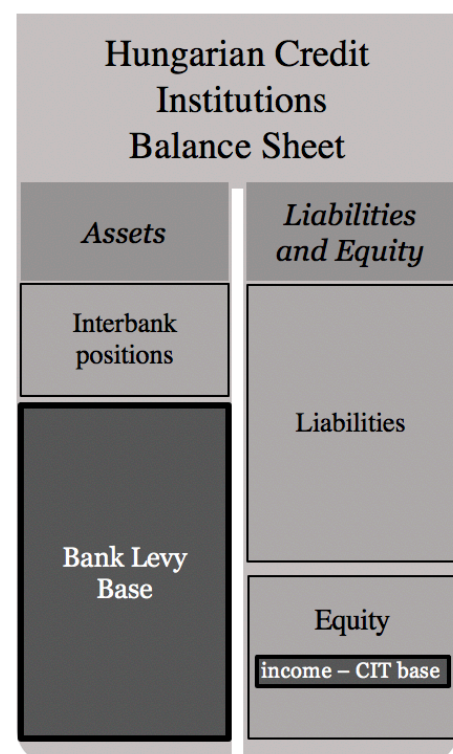 Hungarian Credit
Institutions
Balance Sheet
Assets
Interbank
positions
Bank Levy
Base
Liabilities
and Equity
Liabilities
Equity
income – CIT base